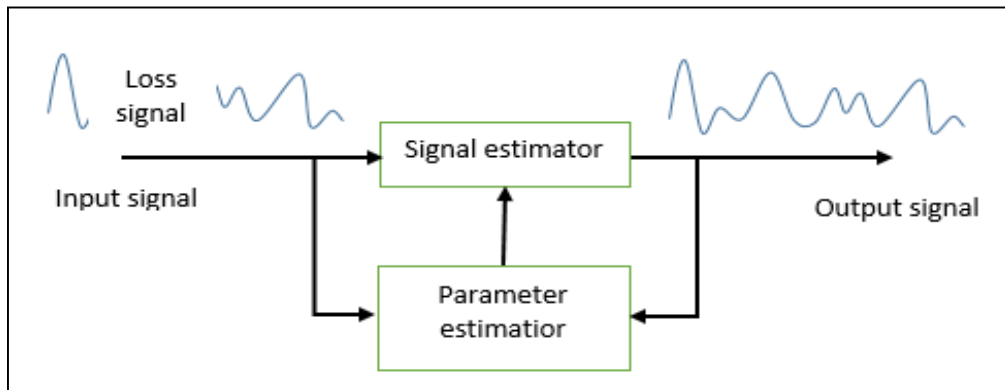 Loss
signal
Signal estimator
Input signal
Output signal
Parameter
estimatior